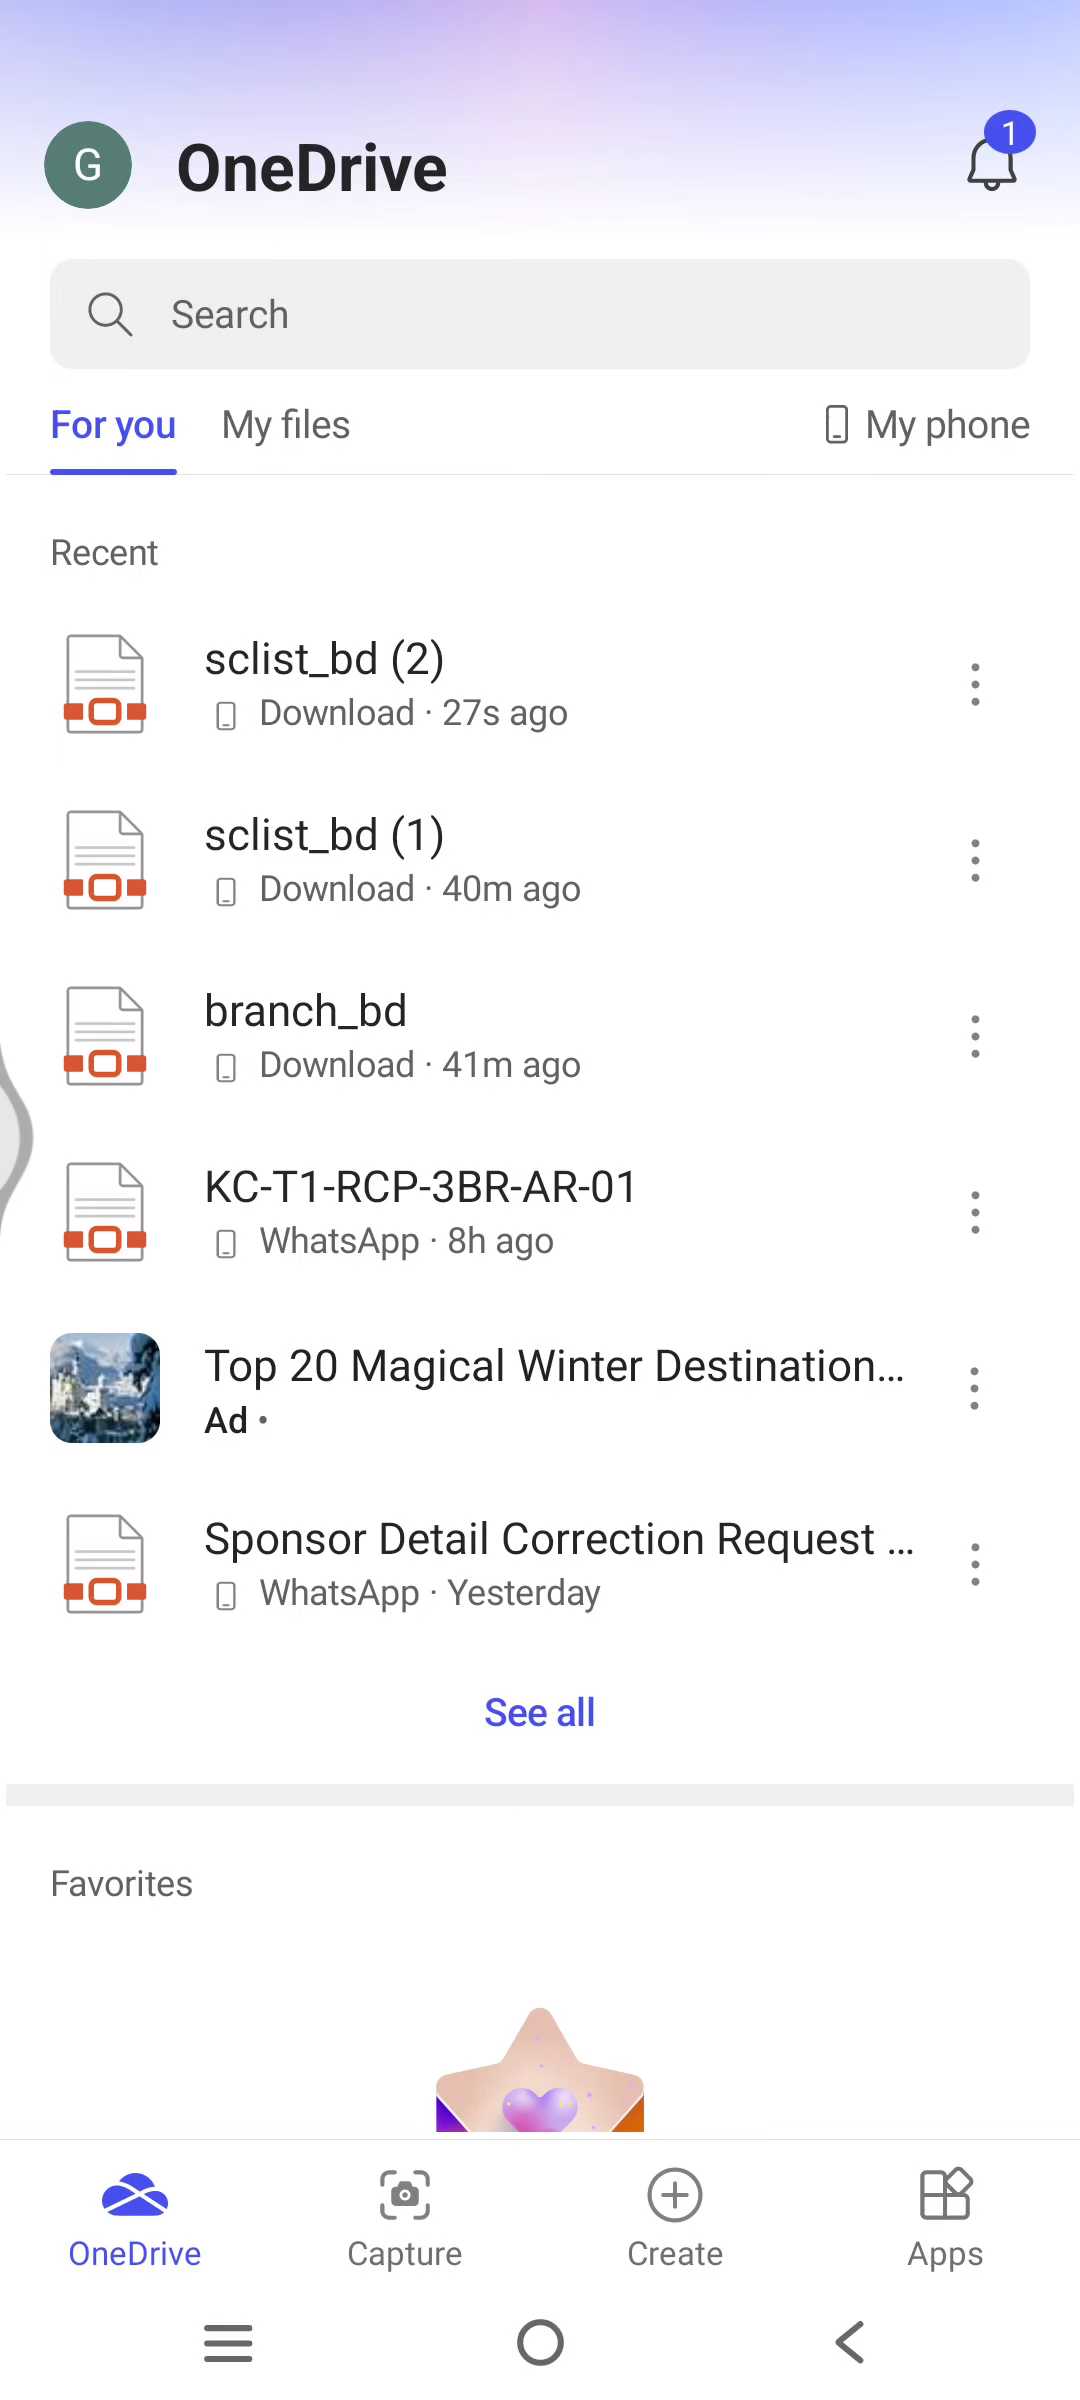 G
OneDrive
1
Search
For you
My files
My phone
Recent
sclist_bd (2)
Download · 27s ago
sclist_bd (1)
Download · 40m ago
branch_bd
Download · 41m ago
KC-T1-RCP-3BR-AR-01
WhatsApp · 8h ago
Top 20 Magical Winter Destination...
Ad •
Sponsor Detail Correction Request ...
WhatsApp · Yesterday
See all
Favorites
OneDrive
Capture
Create
Apps